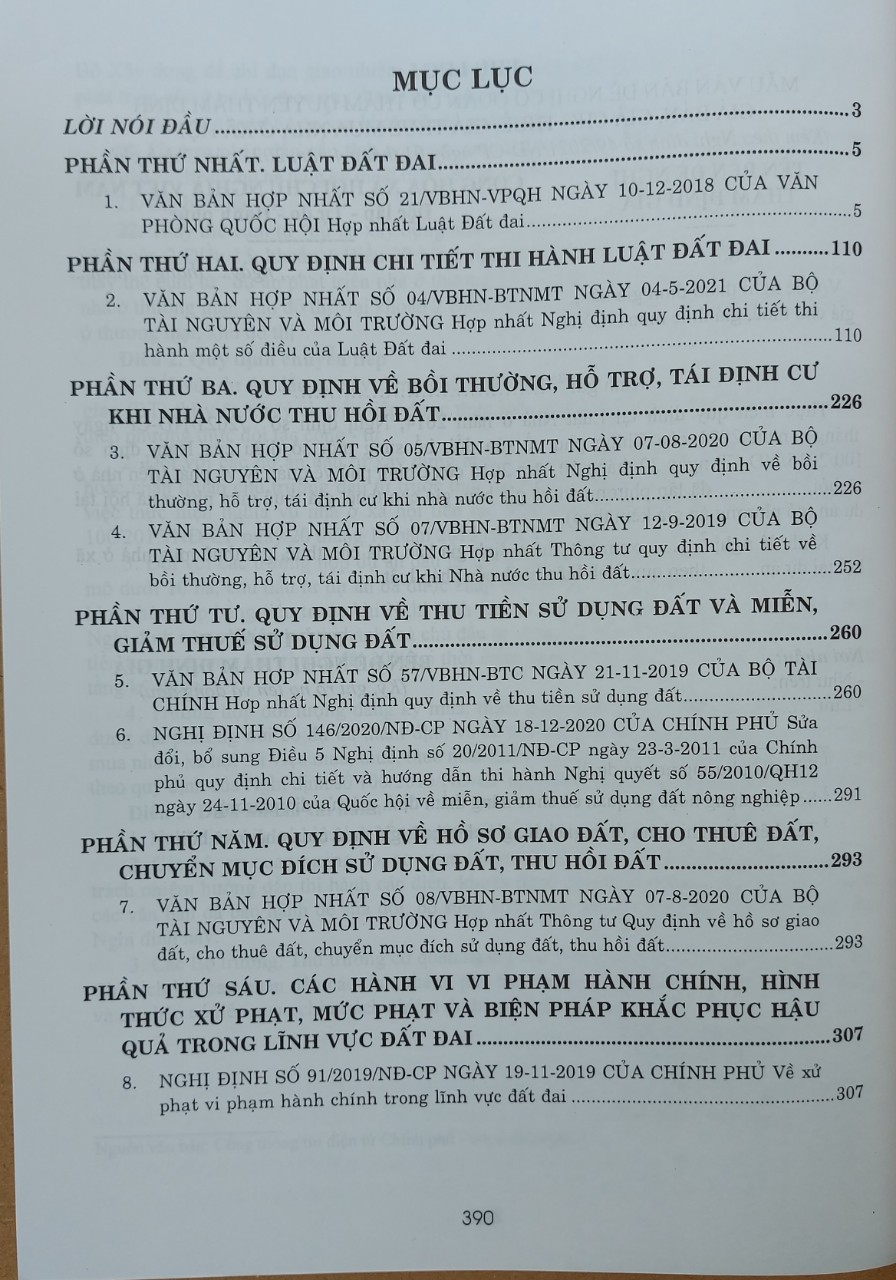 MỤC LỤC
LỜI NÓI ĐẦU....................3
PHẦN THỨ NHẤT. LUẬT ĐẤT ĐAI....................5
1. VĂN BẢN HỢP NHẤT SỐ 21/VBHN-VPQH NGÀY 10-12-2018 CỦA VĂN
PHÒNG QUỐC HỘI Hợp nhất Luật Đất đai....................5
PHẦN THỨ HAI. QUY ĐỊNH CHI TIẾT THI HÀNH LUẬT ĐẤT ĐAI..........110
2. VĂN BẢN HỢP NHẤT SỐ 04/VBHN-BTNMT NGÀY 04-5-2021 CỦA BỘ
TÀI NGUYÊN VÀ MÔI TRƯỜNG Hợp nhất Nghị định quy định chi tiết thi
hành một số điều của Luật Đất đai....................110
PHẦN THỨ BA. QUY ĐỊNH VỀ BỒI THƯỜNG, HỖ TRỢ, TÁI ĐỊNH CƯ
KHI NHÀ NƯỚC THU HỒI ĐẤT....................226
3. VĂN BẢN HỢP NHẤT SỐ 05/VBHN-BTNMT NGÀY 07-08-2020 CỦA BỘ
TÀI NGUYÊN VÀ MÔI TRƯỜNG Hợp nhất Nghị định quy định về bồi
thường, hỗ trợ, tái định cư khi nhà nước thu hồi đất....................226
4. VĂN BẢN HỢP NHẤT SỐ 07/VBHN-BTNMT NGÀY 12-9-2019 CỦA BỘ
TÀI NGUYÊN VÀ MÔI TRƯỜNG Hợp nhất Thông tư quy định chi tiết về
bồi thường, hỗ trợ, tái định cư khi Nhà nước thu hồi đất....................252
PHẦN THỨ TƯ. QUY ĐỊNH VỀ THU TIỀN SỬ DỤNG ĐẤT VÀ MIỄN,
GIẢM THUẾ SỬ DỤNG ĐẤT....................260
5. VĂN BẢN HỢP NHẤT SỐ 57/VBHN-BTC NGÀY 21-11-2019 CỦA BỘ TÀI
CHÍNH Hợp nhất Nghị định quy định về thu tiền sử dụng đất....................260
6. NGHỊ ĐỊNH SỐ 146/2020/NĐ-CP NGÀY 18-12-2020 CỦA CHÍNH PHỦ Sửa
đổi, bổ sung Điều 5 Nghị định số 20/2011/NĐ-CP ngày 23-3-2011 của Chính
phủ quy định chi tiết và hướng dẫn thi hành Nghị quyết số 55/2010/QH12
ngày 24-11-2010 của Quốc hội về miễn, giảm thuế sử dụng đất nông nghiệp......291
PHẦN THỨ NĂM. QUY ĐỊNH VỀ HỒ SƠ GIAO ĐẤT, CHO THUÊ ĐẤT,
CHUYỂN MỤC ĐÍCH SỬ DỤNG ĐẤT, THU HỒI ĐẤT....................293
7. VĂN BẢN HỢP NHẤT SỐ 08/VBHN-BTNMT NGÀY 07-8-2020 CỦA BỘ
TÀI NGUYÊN VÀ MÔI TRƯỜNG Hợp nhất Thông tư Quy định về hồ sơ giao
đất, cho thuê đất, chuyển mục đích sử dụng đất, thu hồi đất....................293
PHẦN THỨ SÁU. CÁC HÀNH VI VI PHẠM HÀNH CHÍNH, HÌNH
THỨC XỬ PHẠT, MỨC PHẠT VÀ BIỆN PHÁP KHẮC PHỤC HẬU
QUẢ TRONG LĨNH VỰC ĐẤT ĐAI....................307
8. NGHỊ ĐỊNH SỐ 91/2019/NĐ-CP NGÀY 19-11-2019 CỦA CHÍNH PHỦ Về xử
phạt vi phạm hành chính trong lĩnh vực đất đai....................307
390